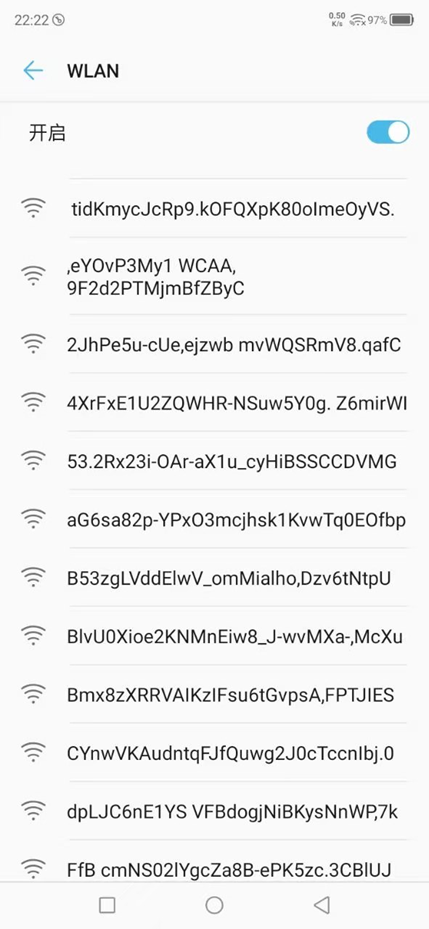 22:22
0.50
K/s
97%
WLAN
开启
tidKmycJcRp9.kOFQXpK80oImeOyVS.
,eYOvP3My1 WCAA,
9F2d2PTMjmBfZByC
2JhPe5u-cUe,ejzwb mvWQSRmV8.qafC
4XrFxE1U2ZQWHR-NSuw5Y0g. Z6mirWI
53.2Rx23i-OAr-aX1u_cyHiBSSCCDVMG
aG6sa82p-YPxO3mcjhsk1KvwTq0EOfbp
B53zgLVddElwV_omMialho,Dzv6tNtpU
BlvU0Xioe2KNMnEiw8_J-wvMXa-,McXu
Bmx8zXRRVAIKzIFsu6tGvpsA,FPTJIES
CYnwVKAudntqFJfQuwg2J0cTccnIbj.0
dpLJC6nE1YS VFBdogjNiBKysNnWP,7k
FfB cmNS02lYgcZa8B-ePK5zc.3CBlUJ